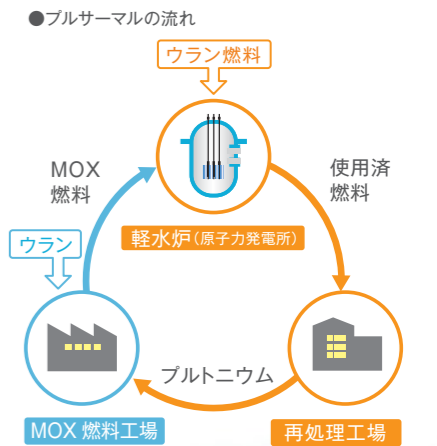 ●プルサーマルの流れ
ウラン燃料
MOX
燃料
使用済
燃料
軽水炉(原子力発電所)
ウラン
プルトニウム
MOX 燃料工場
再処理工場